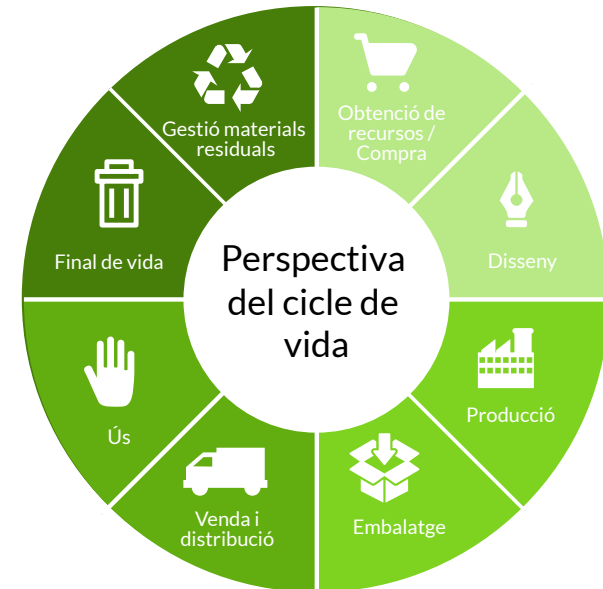 Perspectiva
del cicle de
vida
Obtenció de
recursos /
Compra
Disseny
Producció
Embalatge
Venda i
distribució
Ús
Final de vida
Gestió materials
residuals